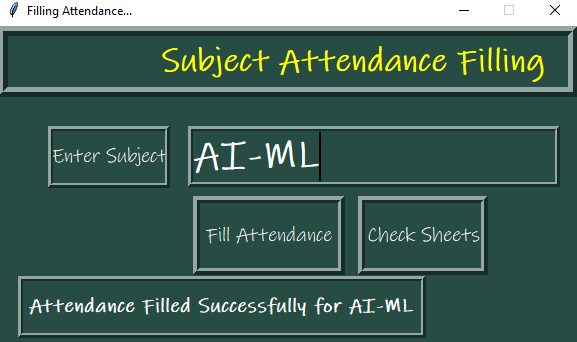 Filling Attendance...
Subject Attendance Filling
Enter Subject AI-ML
Fill Attendance Check Sheets
Attendance Filled Successfully for AI-ML